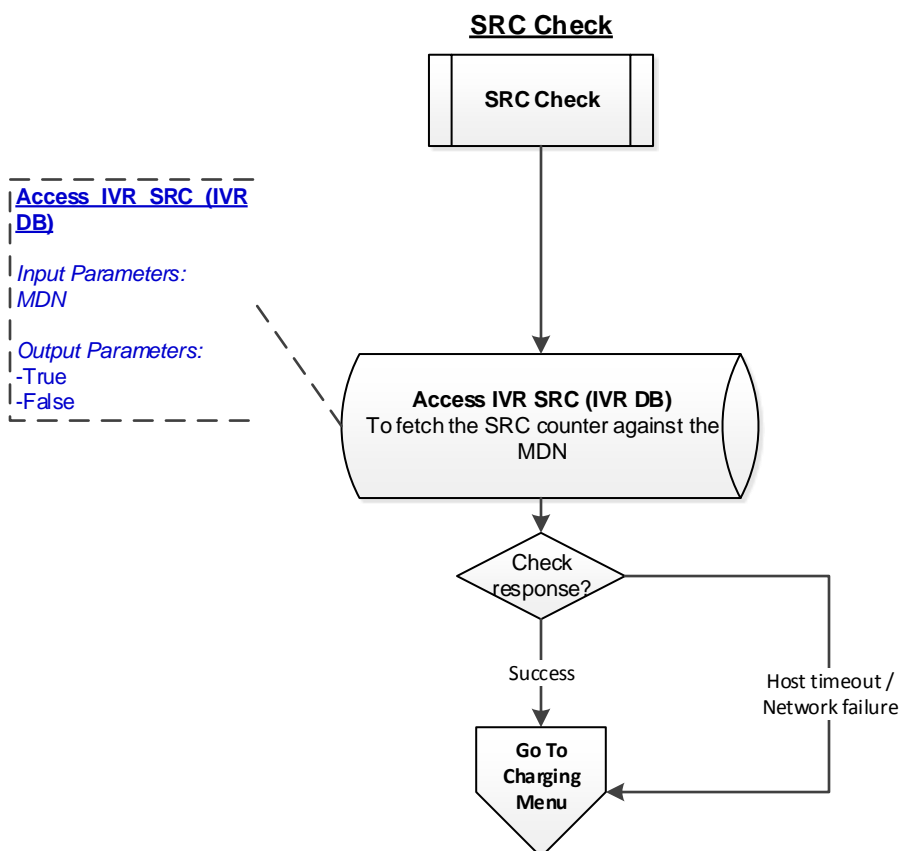 SRC Check
SRC Check
Access IVR SRC (IVR
DB)
Input Parameters:
MDN
Output Parameters:
-True
-False
Access IVR SRC (IVR DB)
To fetch the SRC counter against the
MDN
Check
response?
Success
Host timeout /
Network failure
Go To
Charging
Menu